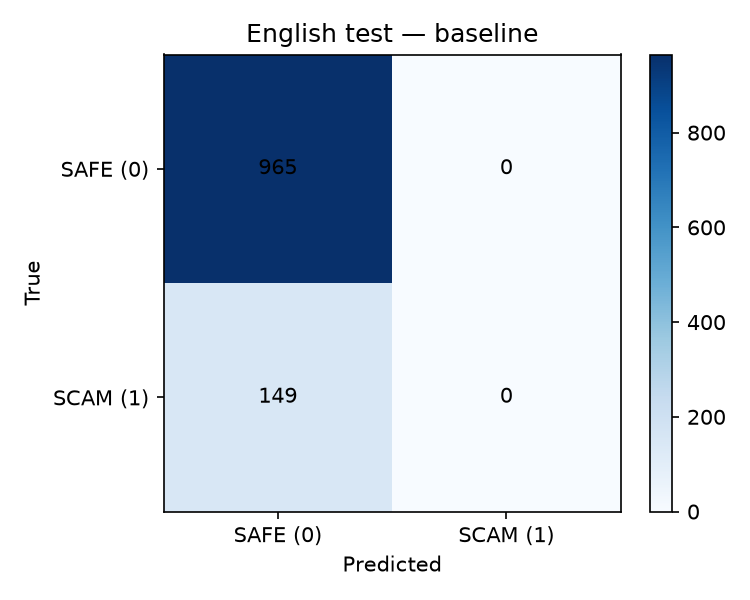 English test — baseline
True
SAFE (0)
965
0
SCAM (1)
149
0
SAFE (0)
SCAM (1)
Predicted
800
600
400
200
0